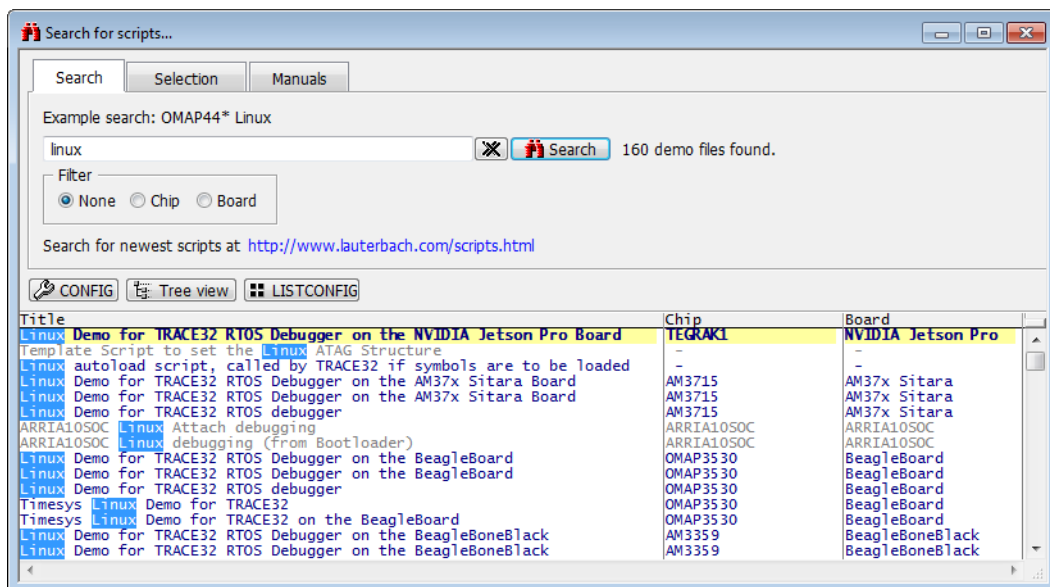 Search for scripts...
Search Selection Manuals
Example search: OMAP44* Linux
linux Search 160 demo files found.
Filter
None Chip Board
Search for newest scripts at http://www.lauterbach.com/scripts.html
CONFIG Tree view LISTCONFIG
Title Chip Board
Linux Demo for TRACE32 RTOS Debugger on the NVIDIA Jetson Pro Board TEGRAK1 NVIDIA Jetson Pro
Template Script to set the Linux ATAG Structure - -
Linux autoload script, called by TRACE32 if symbols are to be loaded - -
Linux Demo for TRACE32 RTOS Debugger on the AM37x Sitara Board AM3715 AM37x Sitara
Linux Demo for TRACE32 RTOS Debugger on the AM37x Sitara Board AM3715 AM37x Sitara
Linux Demo for TRACE32 RTOS debugger AM3715 AM37x Sitara
ARRIA10SOC Linux Attach debugging ARRIA10SOC ARRIA10SOC
ARRIA10SOC Linux debugging (from Bootloader) ARRIA10SOC ARRIA10SOC
Linux Demo for TRACE32 RTOS Debugger on the BeagleBoard OMAP3530 BeagleBoard
Linux Demo for TRACE32 RTOS Debugger on the BeagleBoard OMAP3530 BeagleBoard
Linux Demo for TRACE32 RTOS debugger OMAP3530 BeagleBoard
Timesys Linux Demo for TRACE32 OMAP3530 BeagleBoard
Timesys Linux Demo for TRACE32 on the BeagleBoard OMAP3530 BeagleBoard
Linux Demo for TRACE32 RTOS Debugger on the BeagleBoneBlack AM3359 BeagleBoneBlack
Linux Demo for TRACE32 RTOS Debugger on the BeagleBoneBlack AM3359 BeagleBoneBlack